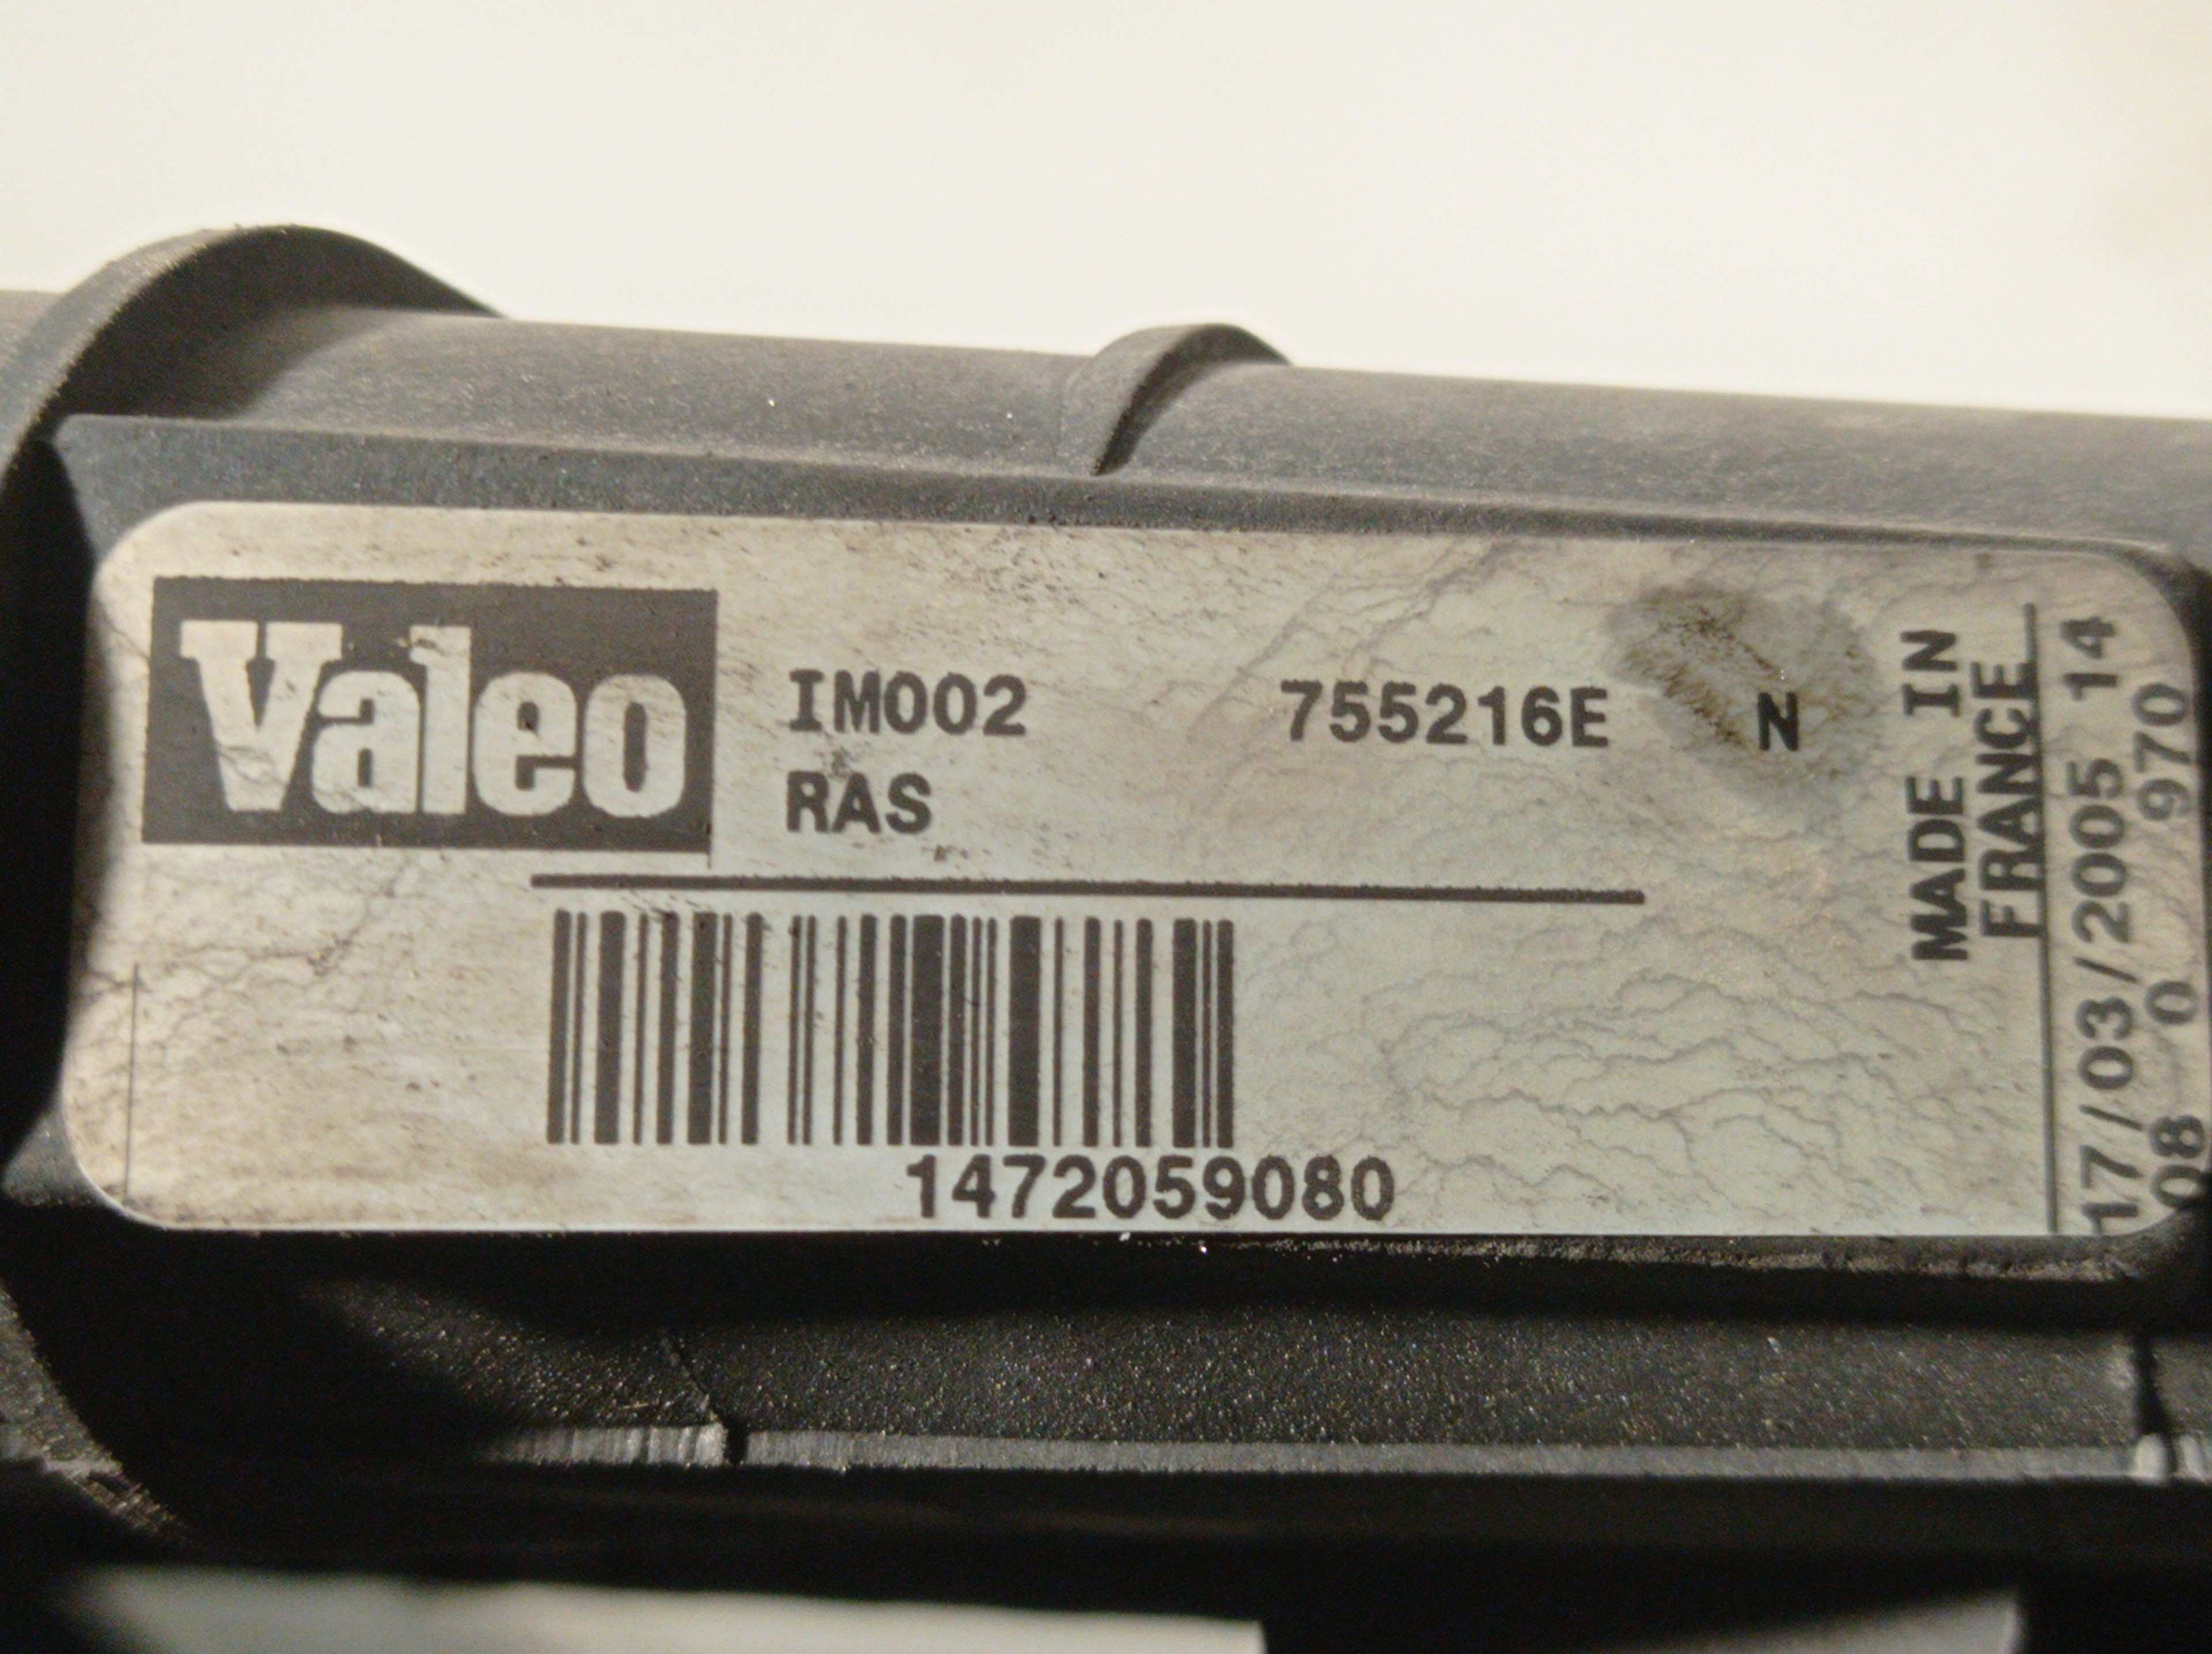 Valeo
IM002 755216E N
RAS
1472059080
MADE IN
FRANCE
17/03/2005 14
08 0 970